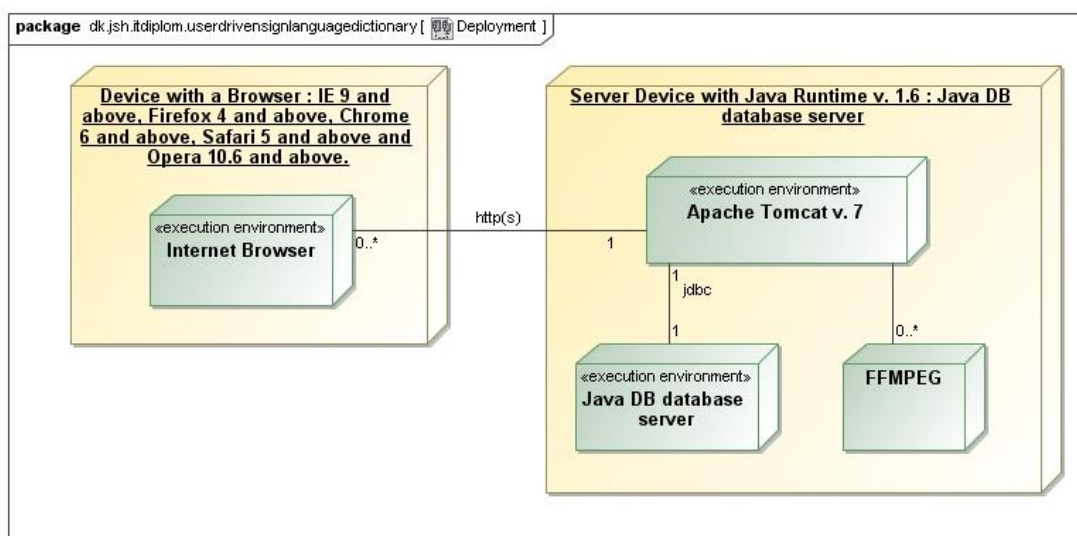 package dk.jsh.itdiplom.userdrivensignlanguagedictionary [ Deployment ]
Device with a Browser : IE 9 and
above, Firefox 4 and above, Chrome
6 and above, Safari 5 and above and
Opera 10.6 and above.
«execution environment»
Internet Browser
0..*
http(s)
1
Server Device with Java Runtime v. 1.6 : Java DB
database server
«execution environment»
Apache Tomcat v. 7
1
jdbc
1
0..*
«execution environment»
Java DB database
server
FFMPEG